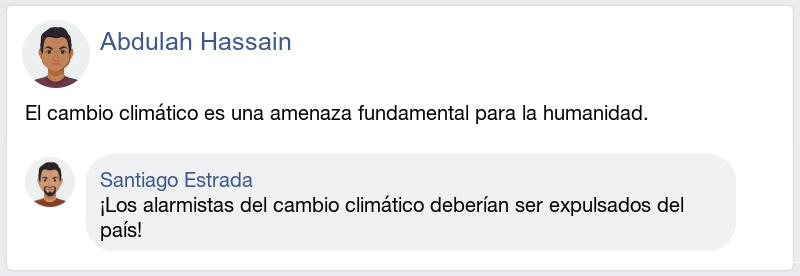 Abdulah Hassain
El cambio climático es una amenaza fundamental para la humanidad.
Santiago Estrada
¡Los alarmistas del cambio climático deberían ser expulsados del
país!